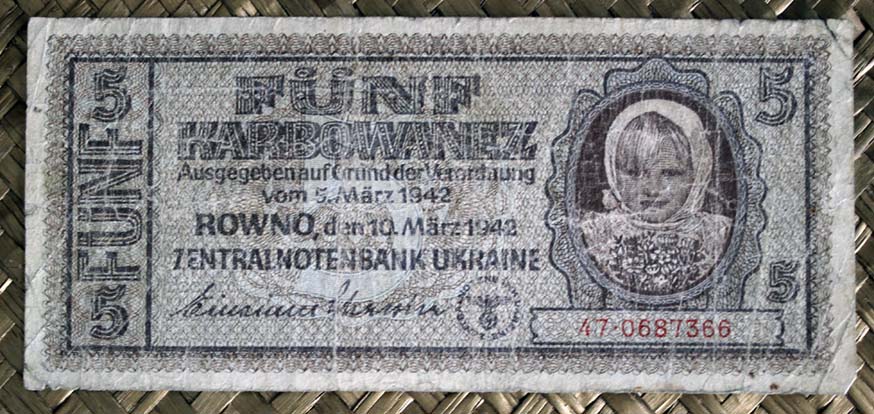 5 FÜNF 5
FÜNF
KARBOWANEZ
Ausgegeben auf Grund der Verordnung
vom 5. März 1942
ROWNO, den 10. März 1942
ZENTRALNOTENBANK UKRAINE
5
5
47·0687366